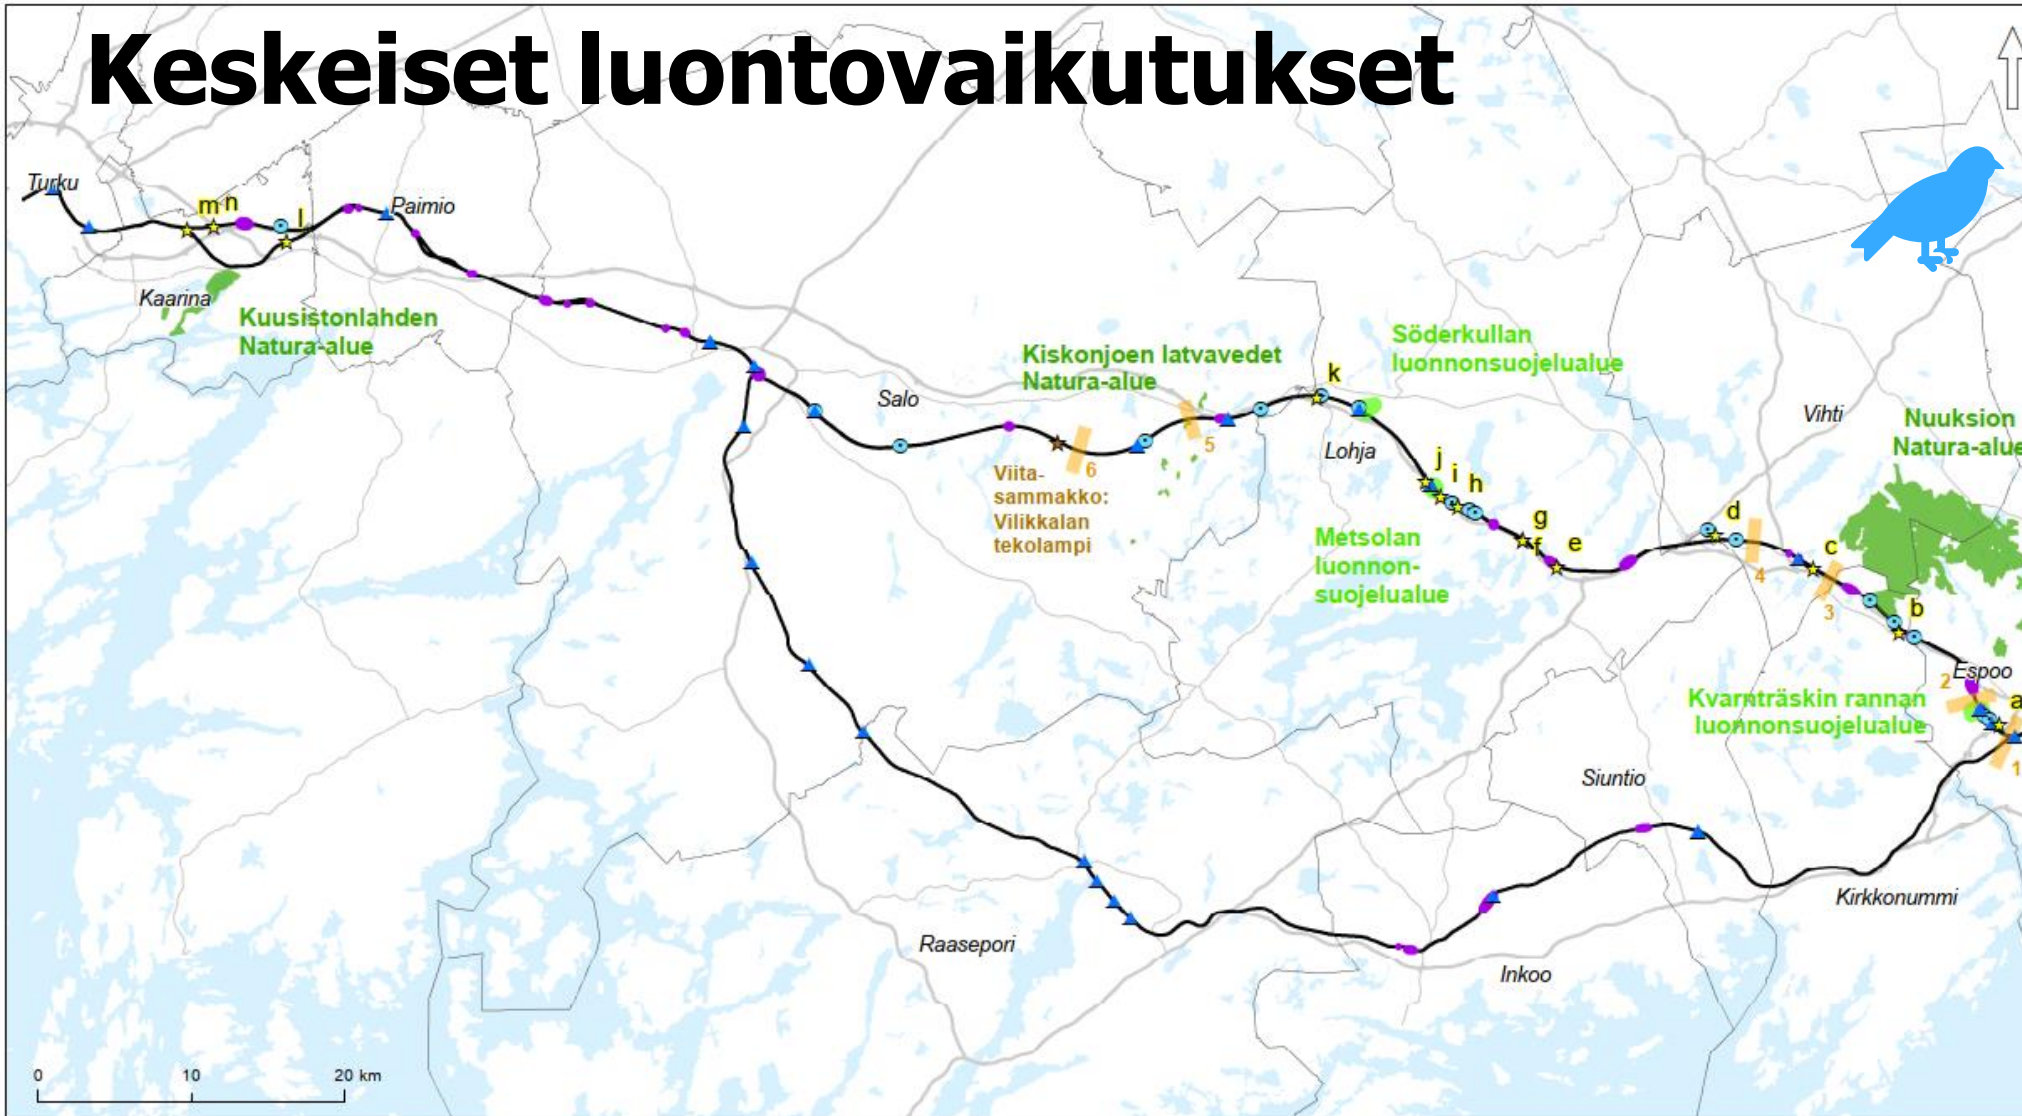 Keskeiset luontovaikutukset
Turku
m n
l
Paimio
Kaarina
Kuusistonlahden
Natura-alue
Salo
Kiskonjoen latvavedet
Natura-alue
5
6
Viita-
sammakko:
Vilikkalan
tekolampi
k
Söderkullan
luonnonsuojelualue
Lohja
j
i
h
g
f
e
Metsolan
luonnon-
suojelualue
Vihti
Nuuksion
Natura-alue
d
4
c
3
b
Espoo
2
a
1
Kvarnträskin rannan
luonnonsuojelualue
Siuntio
Kirkkonummi
Raasepori
Inkoo
0 10 20 km